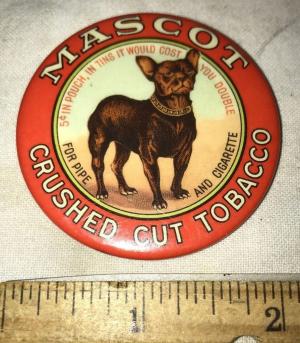 MASCOT
5¢ IN POUCH, IN TINS IT WOULD COST YOU DOUBLE
FOR PIPE AND CIGARETTE
CRUSHED CUT TOBACCO
1 2